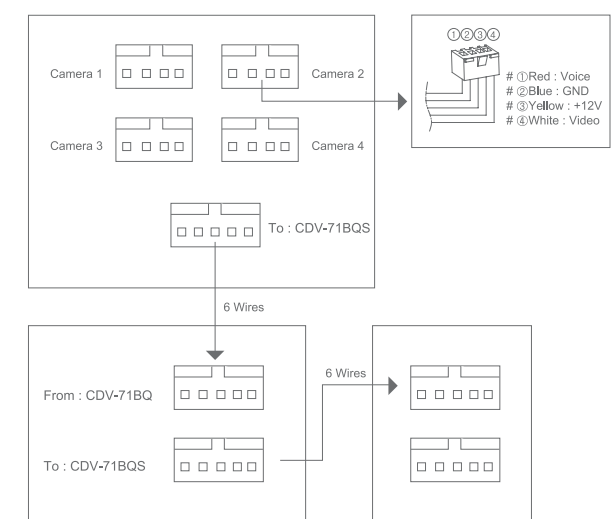 ①②③④
Camera 1
Camera 2
# ①Red : Voice
# ②Blue : GND
# ③Yellow : +12V
# ④White : Video
Camera 3
Camera 4
To : CDV-71BQS
6 Wires
6 Wires
From : CDV-71BQ
To : CDV-71BQS